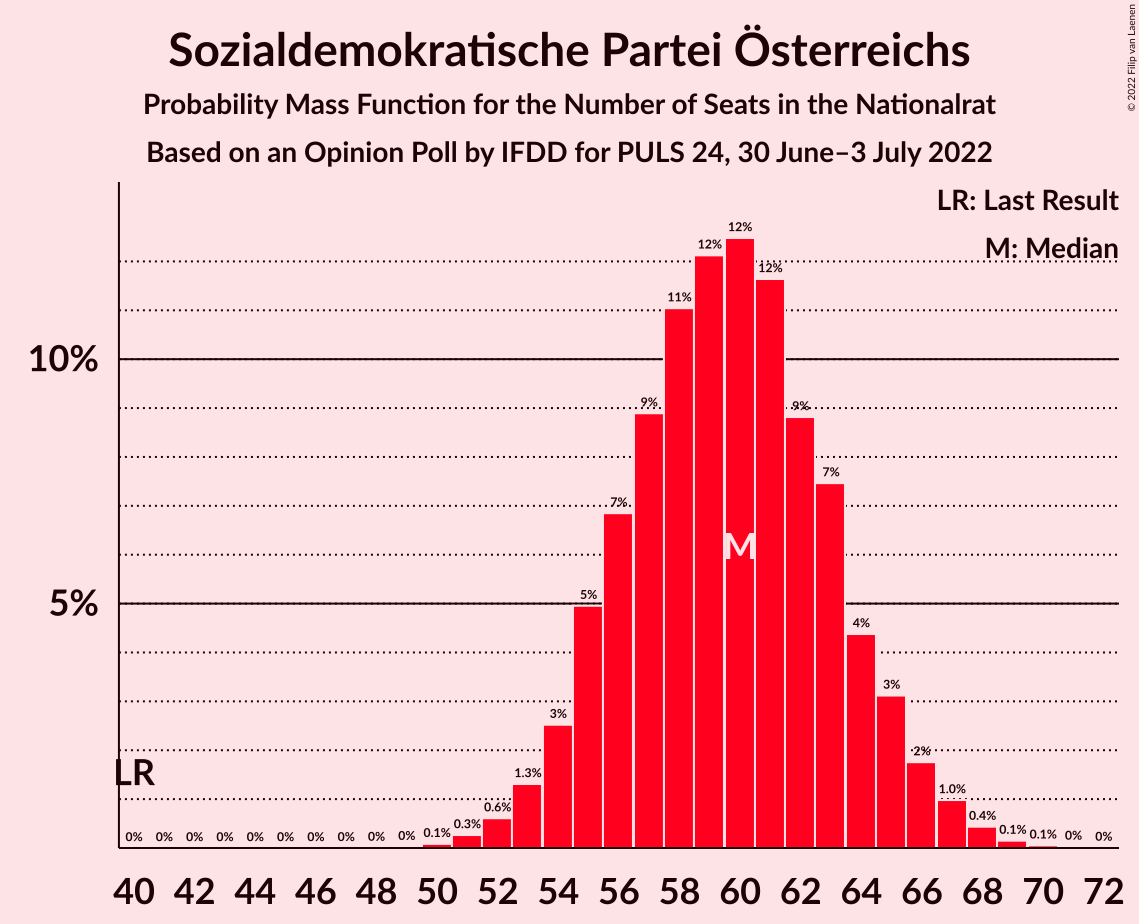 Sozialdemokratische Partei Österreichs
Probability Mass Function for the Number of Seats in the Nationalrat
Based on an Opinion Poll by IFDD for PULS 24, 30 June–3 July 2022
© 2022 Filip van Laenen
LR: Last Result
M: Median
10%
5%
LR
M
0% 0% 0% 0% 0% 0% 0% 0% 0% 0% 0.1% 0.3% 0.6% 1.3% 3% 5% 7% 9% 11% 12% 12% 12% 9% 7% 4% 3% 2% 1.0% 0.4% 0.1% 0.1% 0% 0%
40 42 44 46 48 50 52 54 56 58 60 62 64 66 68 70 72